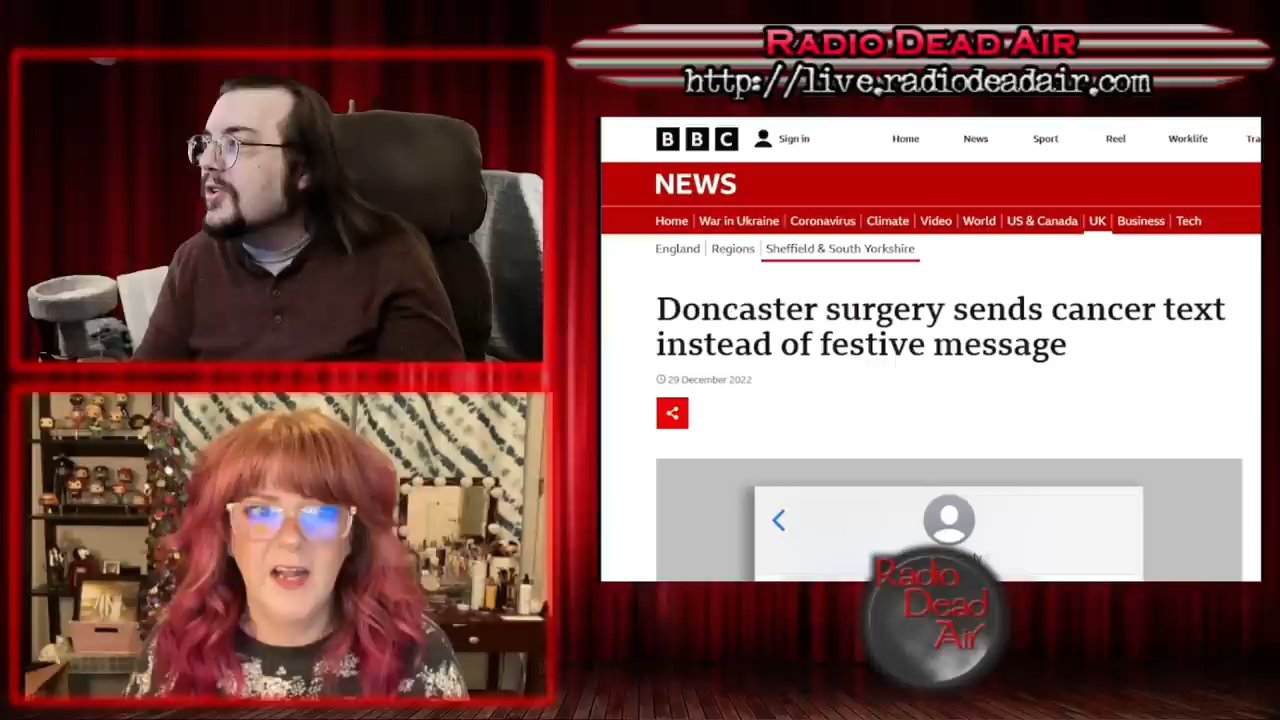 RADIO DEAD AIR
http://live.radiodeadair.com
BBC Sign in Home News Sport Reel Worklife Tra
NEWS
Home War in Ukraine Coronavirus Climate Video World US & Canada UK Business Tech
England Regions Sheffield & South Yorkshire
Doncaster surgery sends cancer text
instead of festive message
29 December 2022
Radio
Dead
Air